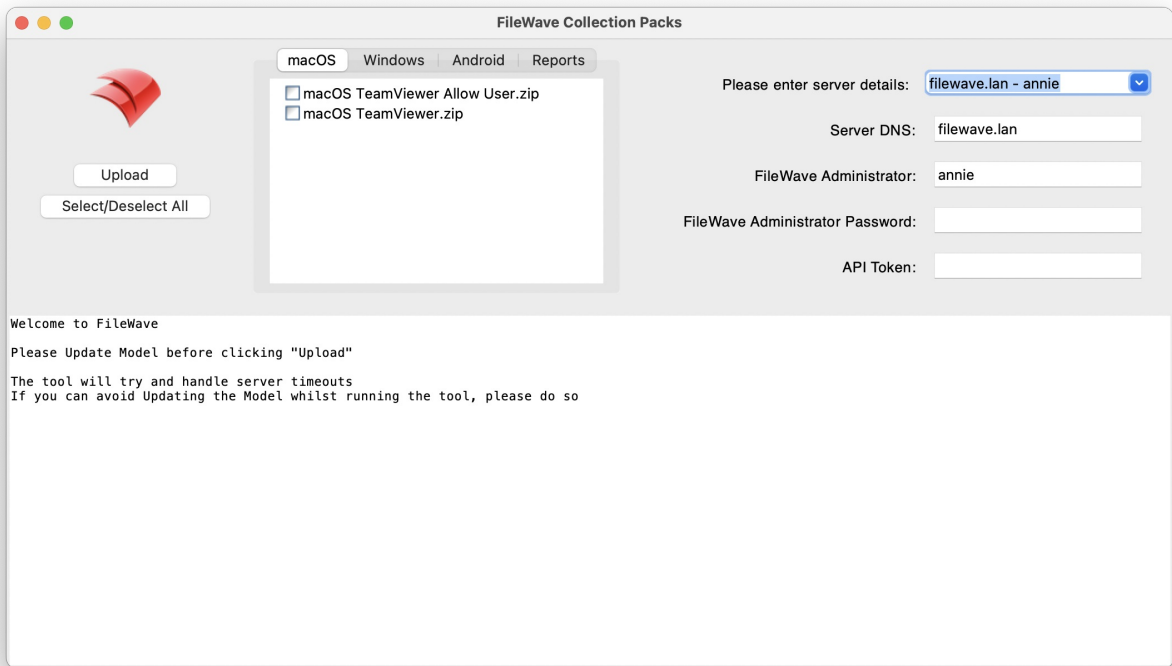 FileWave Collection Packs
macOS Windows Android Reports
macOS TeamViewer Allow User.zip
macOS TeamViewer.zip
Upload
Select/Deselect All
Please enter server details: filewave.lan - annie
Server DNS: filewave.lan
FileWave Administrator: annie
FileWave Administrator Password:
API Token:
Welcome to FileWave
Please Update Model before clicking "Upload"
The tool will try and handle server timeouts
If you can avoid Updating the Model whilst running the tool, please do so